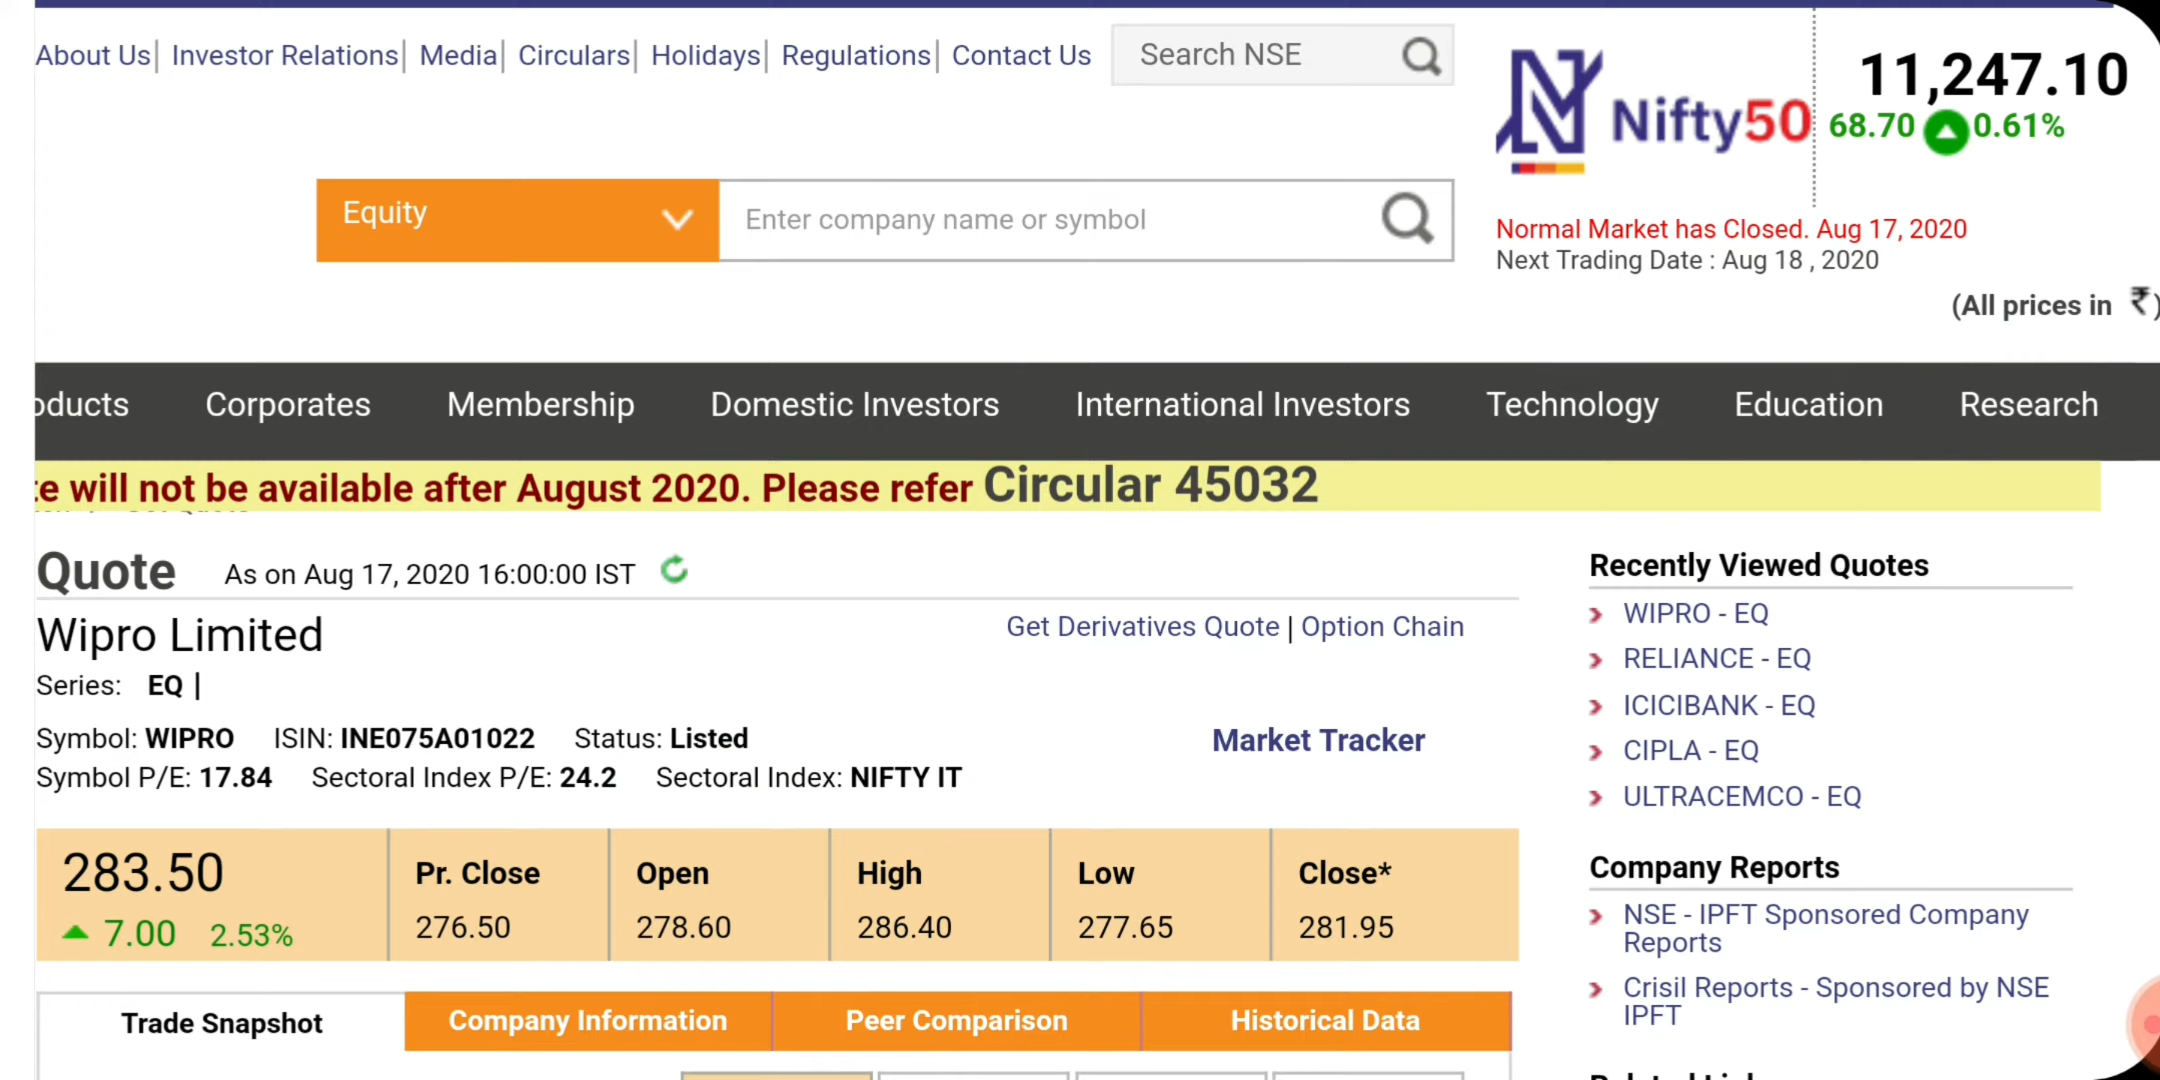 About Us| Investor Relations| Media| Circulars| Holidays| Regulations| Contact Us
Search NSE
Nifty50
11,247.10
68.70 0.61%
Equity
Enter company name or symbol
Normal Market has Closed. Aug 17, 2020
Next Trading Date : Aug 18 , 2020
(All prices in ₹)
oducts Corporates Membership Domestic Investors International Investors Technology Education Research
te will not be available after August 2020. Please refer Circular 45032
Quote As on Aug 17, 2020 16:00:00 IST
Wipro Limited
Get Derivatives Quote | Option Chain
Series: EQ |
Symbol: WIPRO ISIN: INE075A01022 Status: Listed
Market Tracker
Symbol P/E: 17.84 Sectoral Index P/E: 24.2 Sectoral Index: NIFTY IT
283.50
7.00 2.53%
Pr. Close Open High Low Close*
276.50 278.60 286.40 277.65 281.95
Trade Snapshot Company Information Peer Comparison Historical Data
Recently Viewed Quotes
WIPRO - EQ
RELIANCE - EQ
ICICIBANK - EQ
CIPLA - EQ
ULTRACEMCO - EQ
Company Reports
NSE - IPFT Sponsored Company
Reports
Crisil Reports - Sponsored by NSE
IPFT